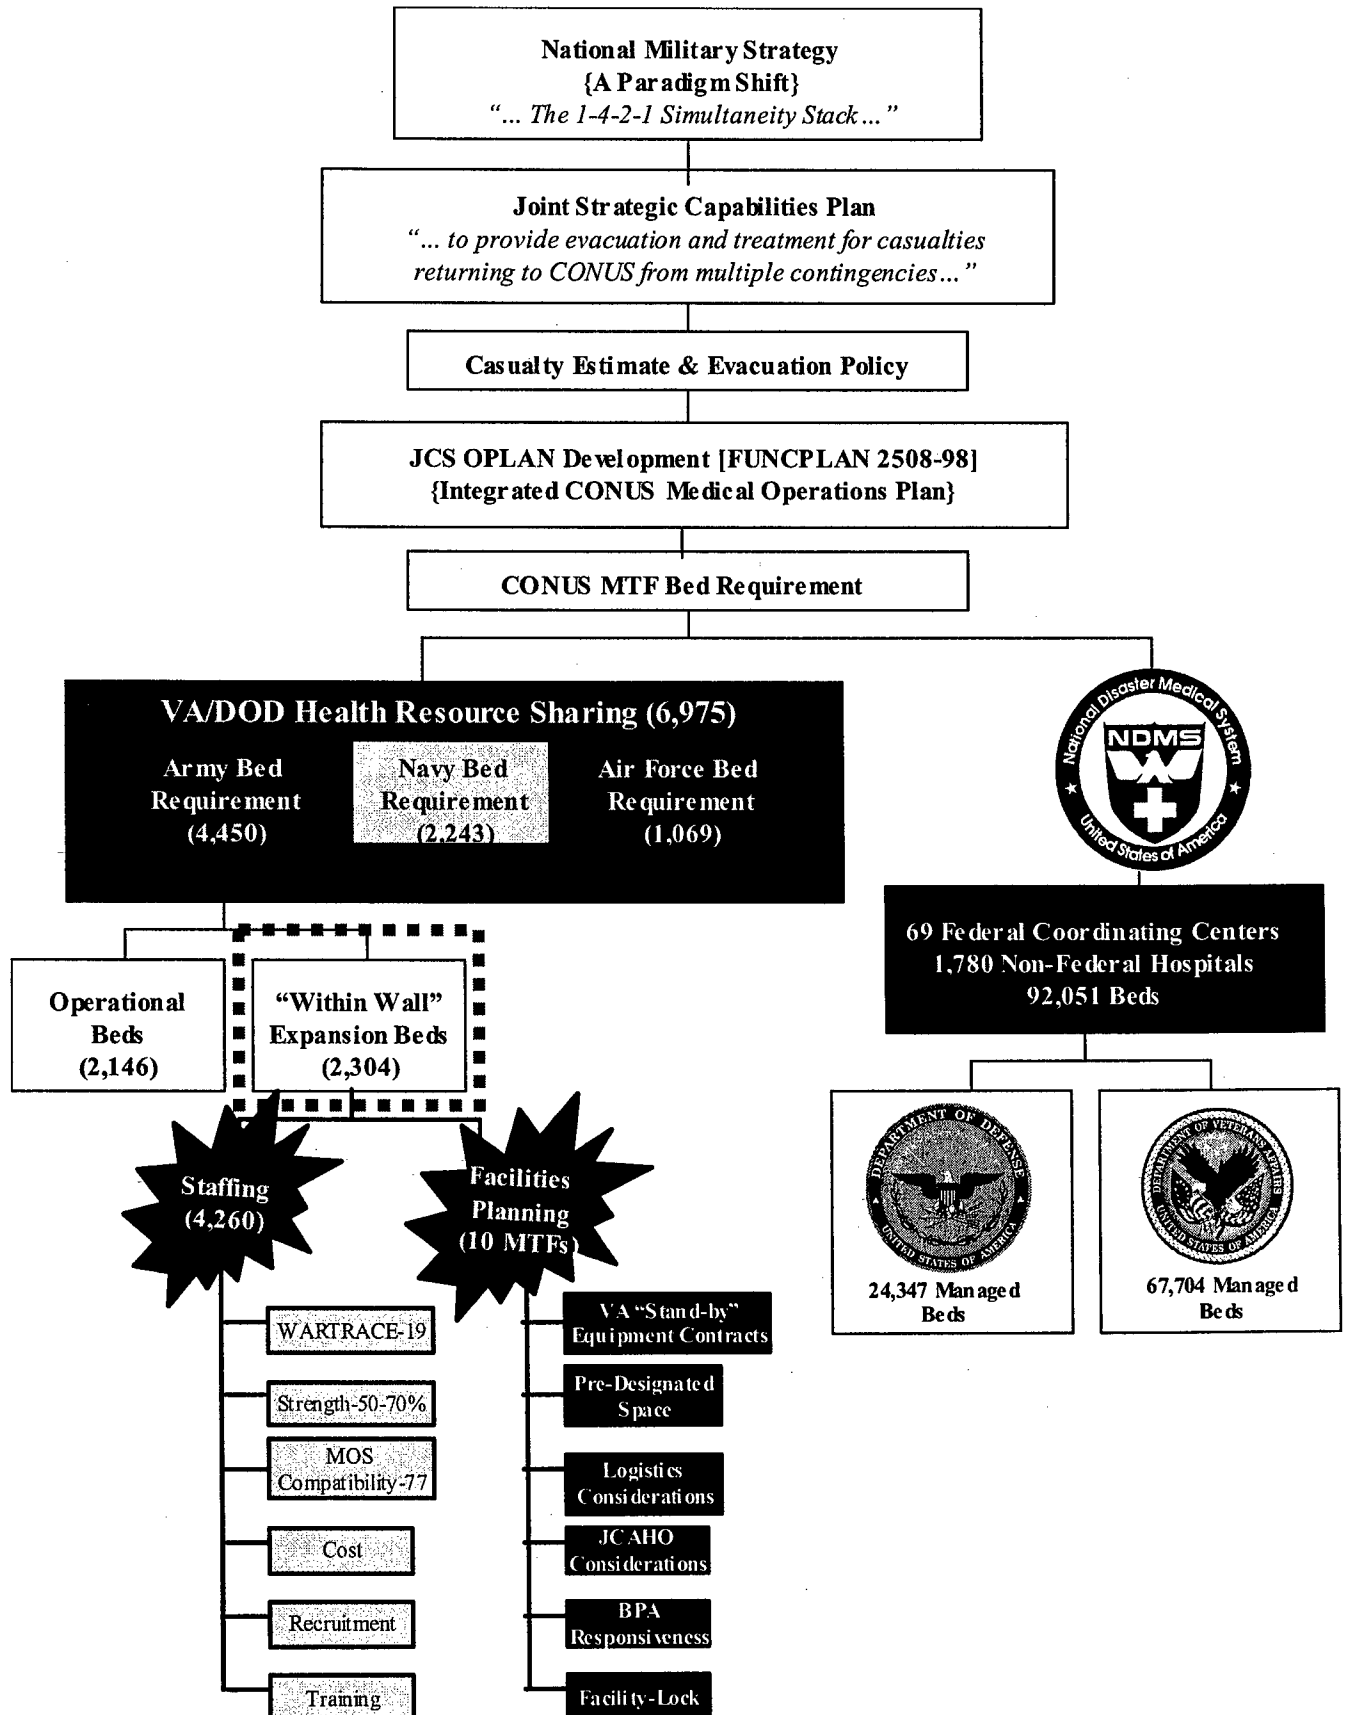 National Military Strategy
{A Paradigm Shift}
“... The 1-4-2-1 Simultaneity Stack... ”
Joint Strategic Capabilities Plan
“... to provide evacuation and treatment for casualties
returning to CONUS from multiple contingencies... ”
Casualty Estimate & Evacuation Policy
JCS OPLAN Development [FUNCPLAN 2508-98]
{Integrated CONUS Medical Operations Plan}
CONUS MTF Bed Requirement
VA/DOD Health Resource Sharing (6,975)
Army Bed
Requirement
(4,450)
Navy Bed
Requirement
(2,243)
Air Force Bed
Requirement
(1,069)
National Disaster Medical System
NDMS
United States of America
69 Federal Coordinating Centers
1,780 Non-Federal Hospitals
92,051 Beds
Operational
Beds
(2,146)
“Within Wall”
Expansion Beds
(2,304)
DEPARTMENT OF DEFENSE
UNITED STATES OF AMERICA
24,347 Managed
Beds
DEPARTMENT OF VETERANS AFFAIRS
UNITED STATES OF AMERICA
67,704 Managed
Beds
Staffing
(4,260)
Facilities
Planning
(10 MTFs)
WARTRACE-19
Strength-50-70%
MOS
Compatibility-77
Cost
Recruitment
Training
VA “Stand-by”
Equipment Contracts
Pre-Designated
Space
Logistics
Considerations
JCAHO
Considerations
BPA
Responsiveness
Facility-Lock